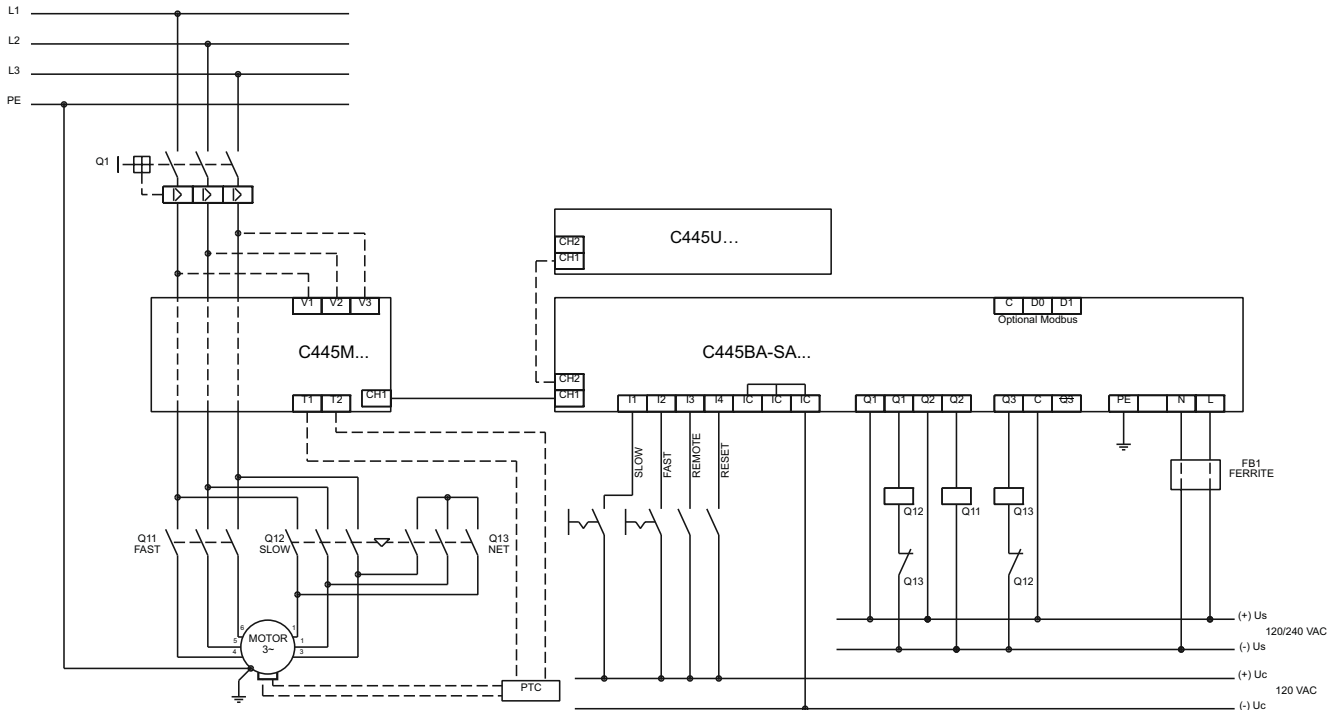 L1
L2
L3
PE
Q1
C445U...
CH2
CH1
V1 V2 V3
C D0 D1
Optional Modbus
C445M...
C445BA-SA...
CH2
CH1
CH1
T1 T2
I1 I2 I3 I4 IC IC IC
Q1 Q1 Q2 Q2
Q3 C Q3
PE N L
SLOW
FAST
REMOTE
RESET
FB1
FERRITE
Q12
Q11
Q13
Q11
FAST
Q12
SLOW
Q13
NET
Q13
Q12
(+) Us
120/240 VAC
(-) Us
6
5
4
1
1
3
MOTOR
3~
PTC
(+) Uc
120 VAC
(-) Uc